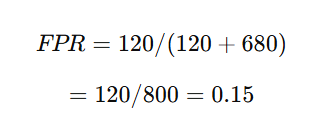 FPR = 120/(120 + 680)
= 120/800 = 0.15